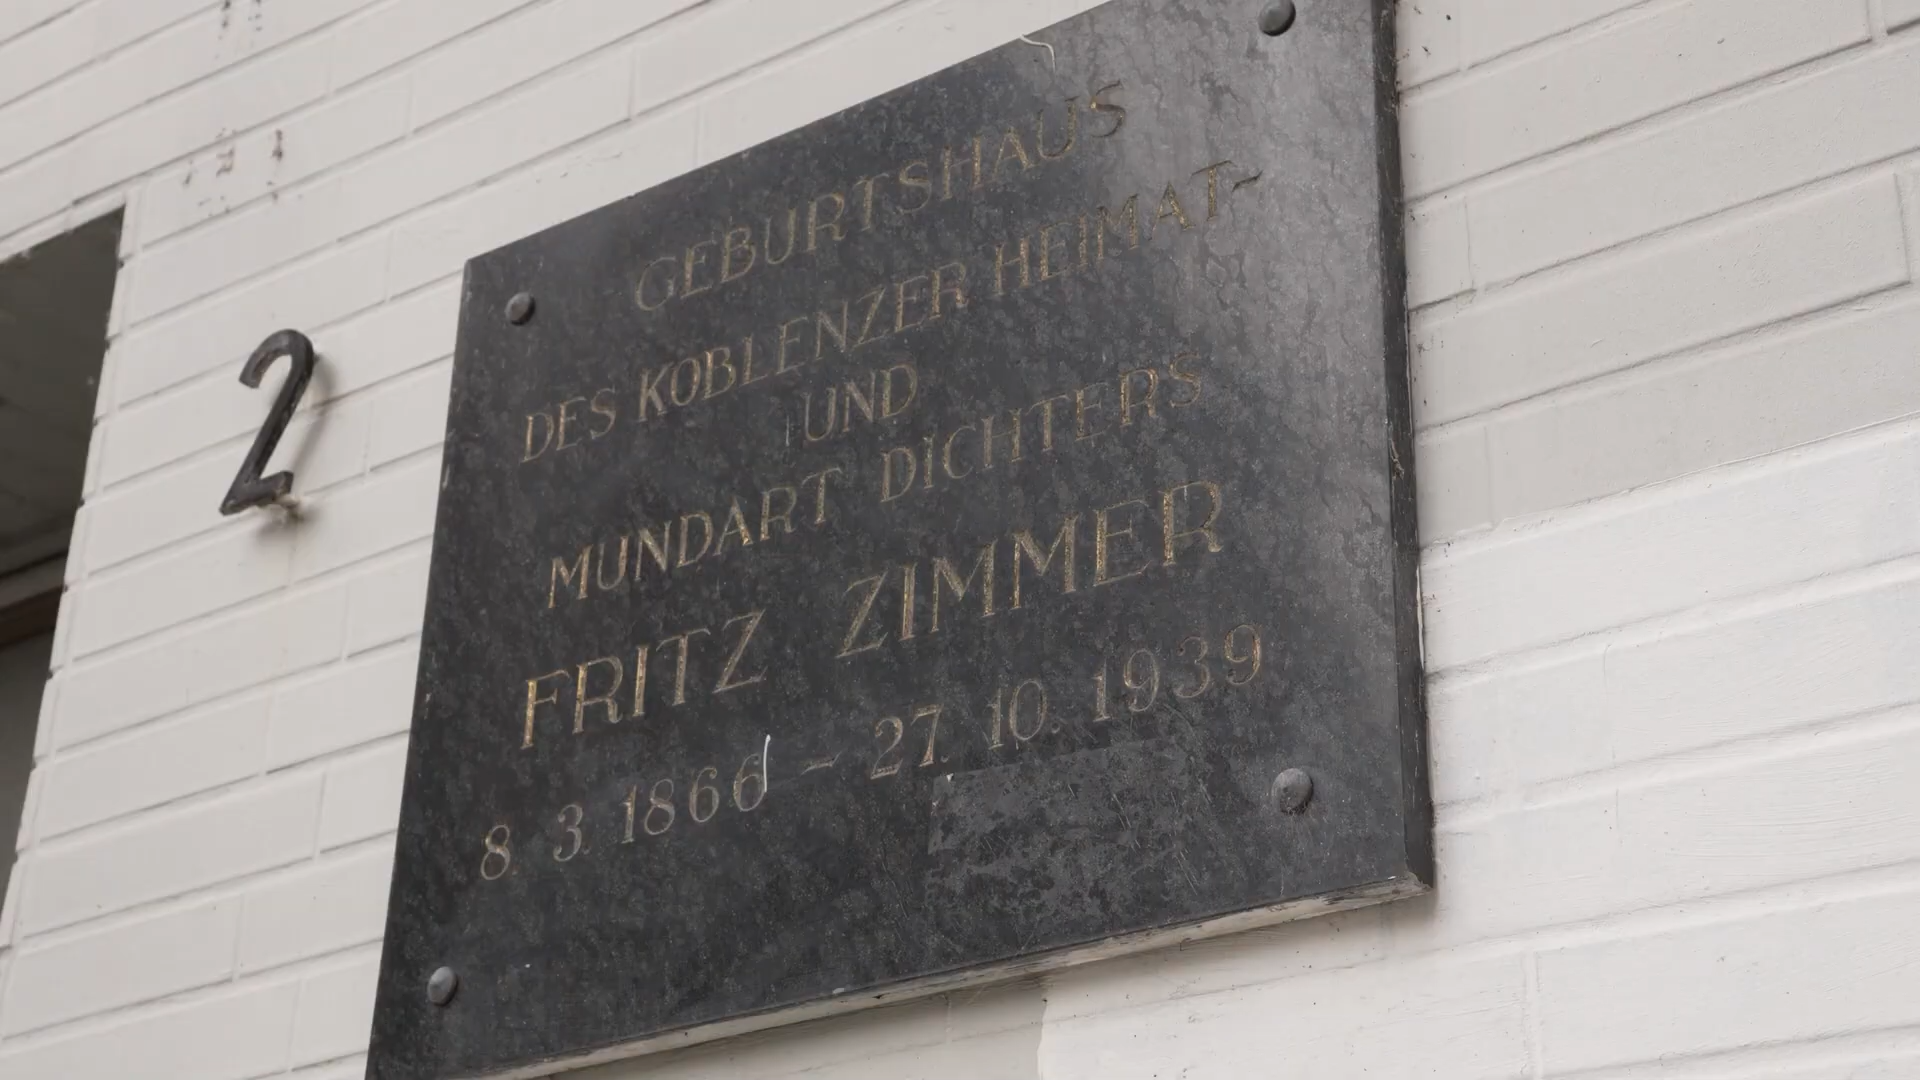 2
GEBURTSHAUS
DES KOBLENZER HEIMAT-
UND
MUNDART DICHTERS
FRITZ ZIMMER
8. 3. 1866 - 27. 10. 1939